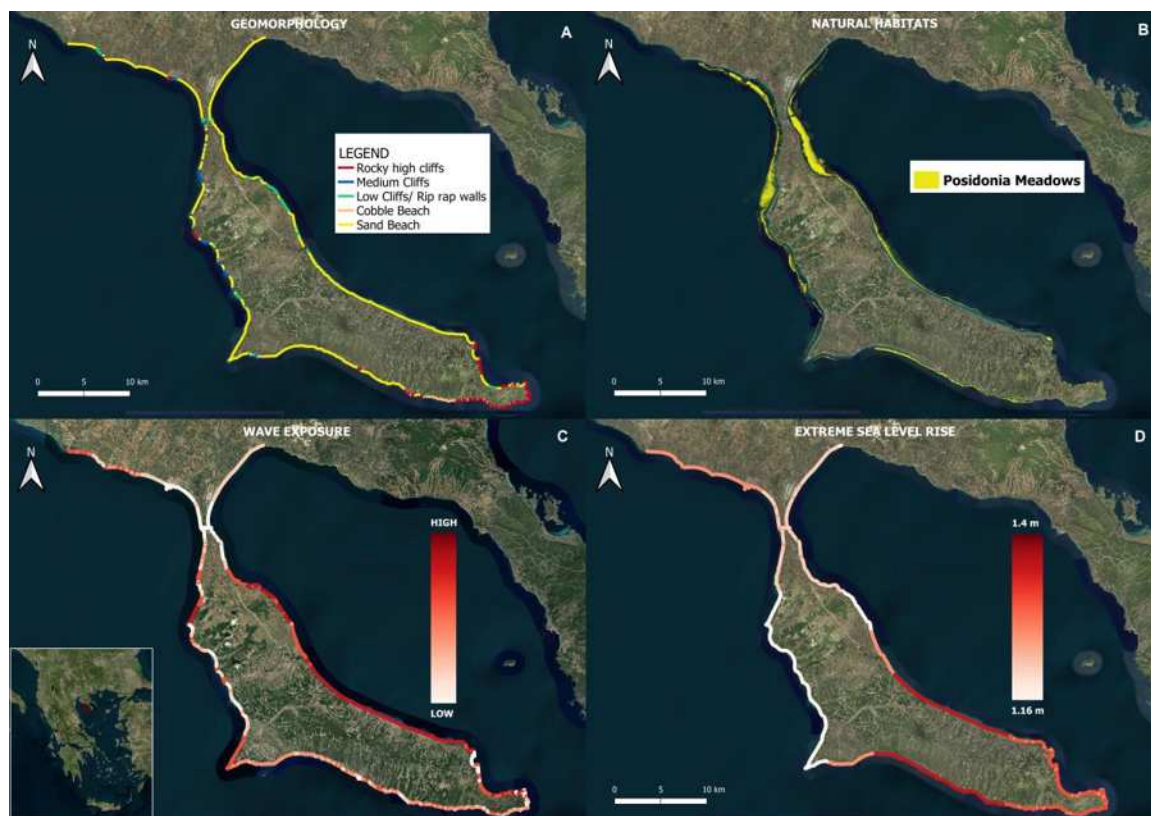 GEOMORPHOLOGY
A
N
LEGEND
Rocky high cliffs
Medium Cliffs
Low Cliffs/ Rip rap walls
Cobble Beach
Sand Beach
0 5 10 km
NATURAL HABITATS
B
N
Posidonia Meadows
0 5 10 km
WAVE EXPOSURE
C
N
HIGH
LOW
EXTREME SEA LEVEL RISE
D
N
1.4 m
1.16 m
0 5 10 km